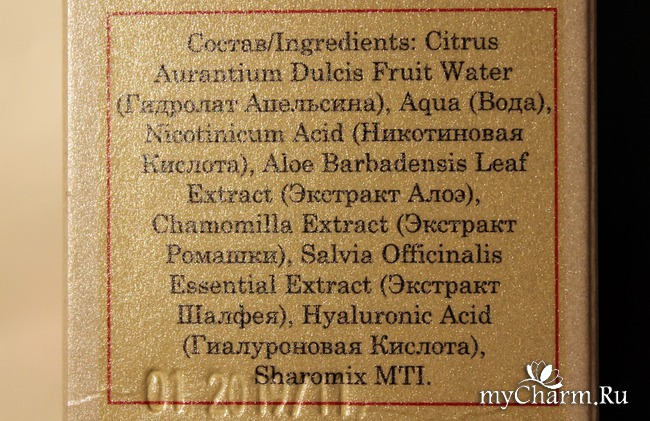 Состав/Ingredients: Citrus
Aurantium Dulcis Fruit Water
(Гидролат Апельсина), Aqua (Вода),
Nicotinicum Acid (Никотиновая
Кислота), Aloe Barbadensis Leaf
Extract (Экстракт Алоэ),
Chamomilla Extract (Экстракт
Ромашки), Salvia Officinalis
Essential Extract (Экстракт
Шалфея), Hyaluronic Acid
(Гиалуроновая Кислота),
Sharomix MTI.
myCharm.Ru